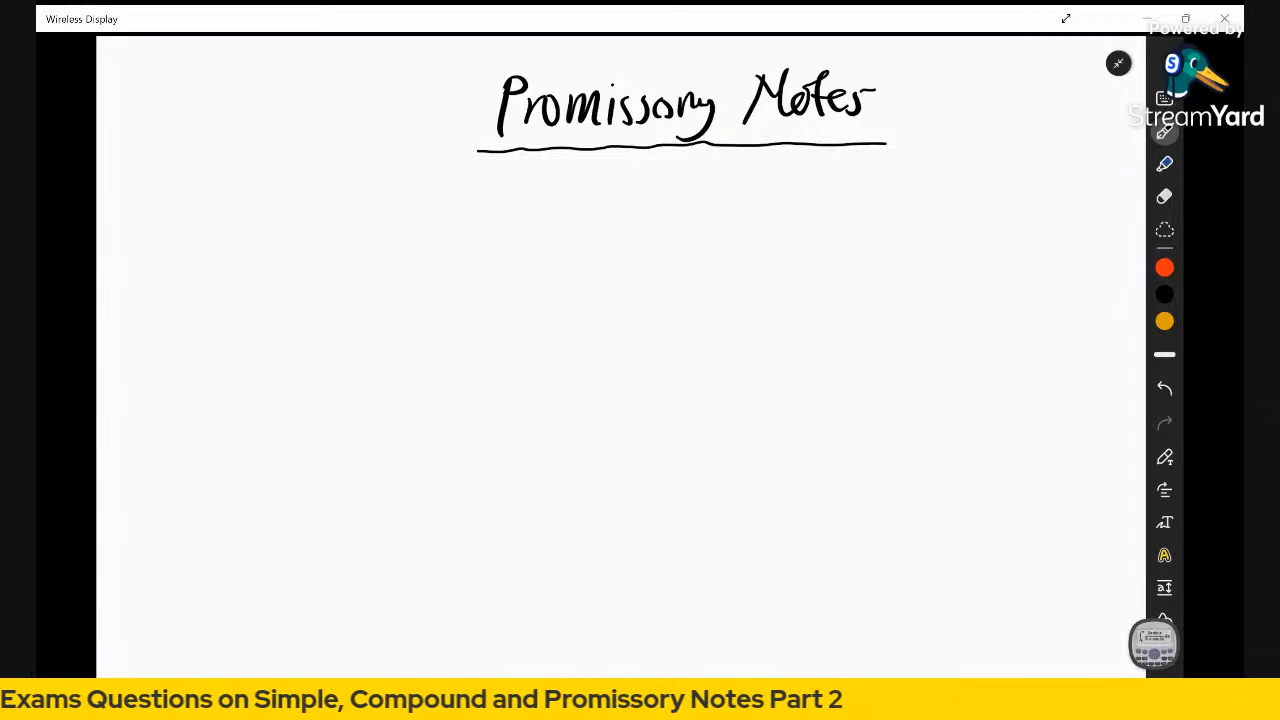 Wireless Display
Powered by
StreamYard
Promissory Notes
Exams Questions on Simple, Compound and Promissory Notes Part 2